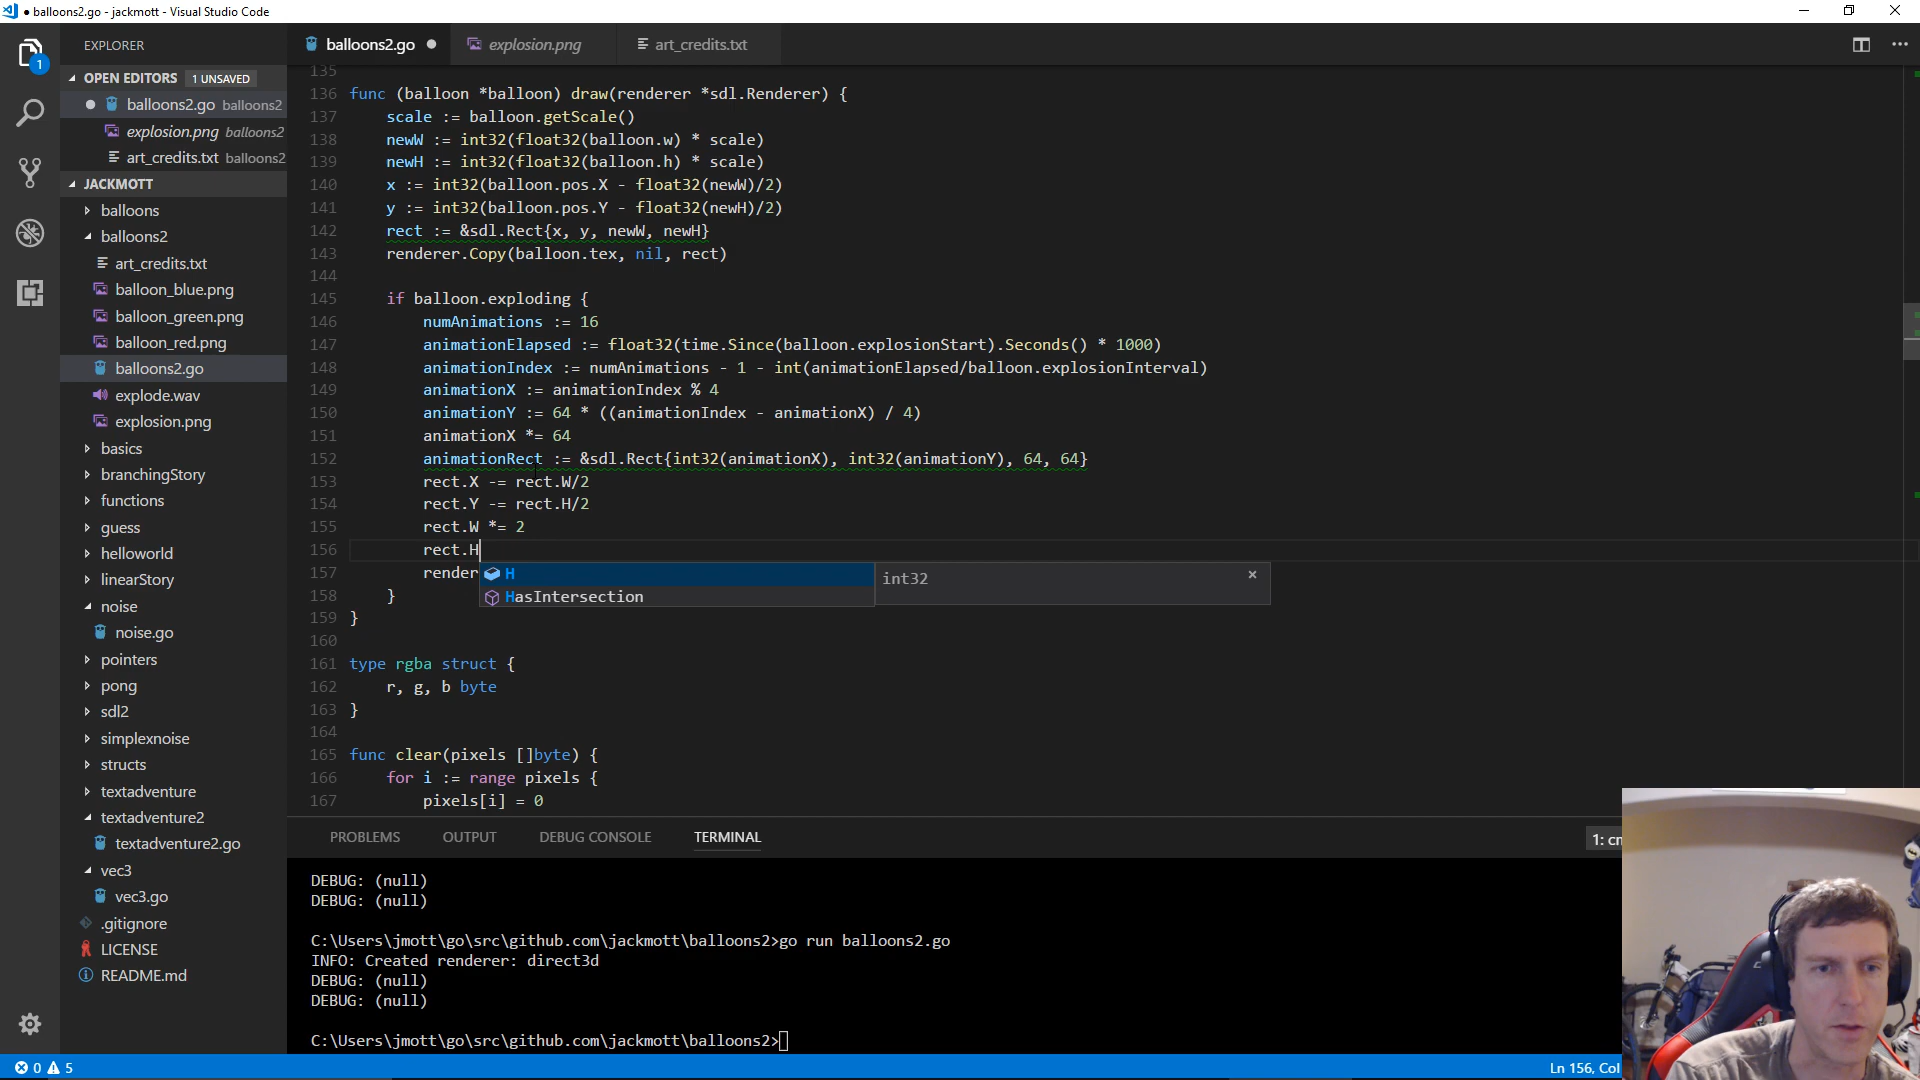 ● balloons2.go - jackmott - Visual Studio Code
EXPLORER
balloons2.go ●
explosion.png
art_credits.txt
1
OPEN EDITORS 1 UNSAVED
● balloons2.go balloons2
explosion.png balloons2
art_credits.txt balloons2
JACKMOTT
balloons
balloons2
art_credits.txt
balloon_blue.png
balloon_green.png
balloon_red.png
balloons2.go
explode.wav
explosion.png
basics
branchingStory
functions
guess
helloworld
linearStory
noise
noise.go
pointers
pong
sdl2
simplexnoise
structs
textadventure
textadventure2
textadventure2.go
vec3
vec3.go
.gitignore
LICENSE
README.md
135
136 func (balloon *balloon) draw(renderer *sdl.Renderer) {
137 scale := balloon.getScale()
138 newW := int32(float32(balloon.w) * scale)
139 newH := int32(float32(balloon.h) * scale)
140 x := int32(balloon.pos.X - float32(newW)/2)
141 y := int32(balloon.pos.Y - float32(newH)/2)
142 rect := &sdl.Rect{x, y, newW, newH}
143 renderer.Copy(balloon.tex, nil, rect)
144
145 if balloon.exploding {
146 numAnimations := 16
147 animationElapsed := float32(time.Since(balloon.explosionStart).Seconds() * 1000)
148 animationIndex := numAnimations - 1 - int(animationElapsed/balloon.explosionInterval)
149 animationX := animationIndex % 4
150 animationY := 64 * ((animationIndex - animationX) / 4)
151 animationX *= 64
152 animationRect := &sdl.Rect{int32(animationX), int32(animationY), 64, 64}
153 rect.X -= rect.W/2
154 rect.Y -= rect.H/2
155 rect.W *= 2
156 rect.H
157 render
H int32 ×
HasIntersection
158 }
159 }
160
161 type rgba struct {
162 r, g, b byte
163 }
164
165 func clear(pixels []byte) {
166 for i := range pixels {
167 pixels[i] = 0
PROBLEMS OUTPUT DEBUG CONSOLE TERMINAL
DEBUG: (null)
DEBUG: (null)
C:\Users\jmott\go\src\github.com\jackmott\balloons2>go run balloons2.go
INFO: Created renderer: direct3d
DEBUG: (null)
DEBUG: (null)
C:\Users\jmott\go\src\github.com\jackmott\balloons2>
0 5
Ln 156, Col